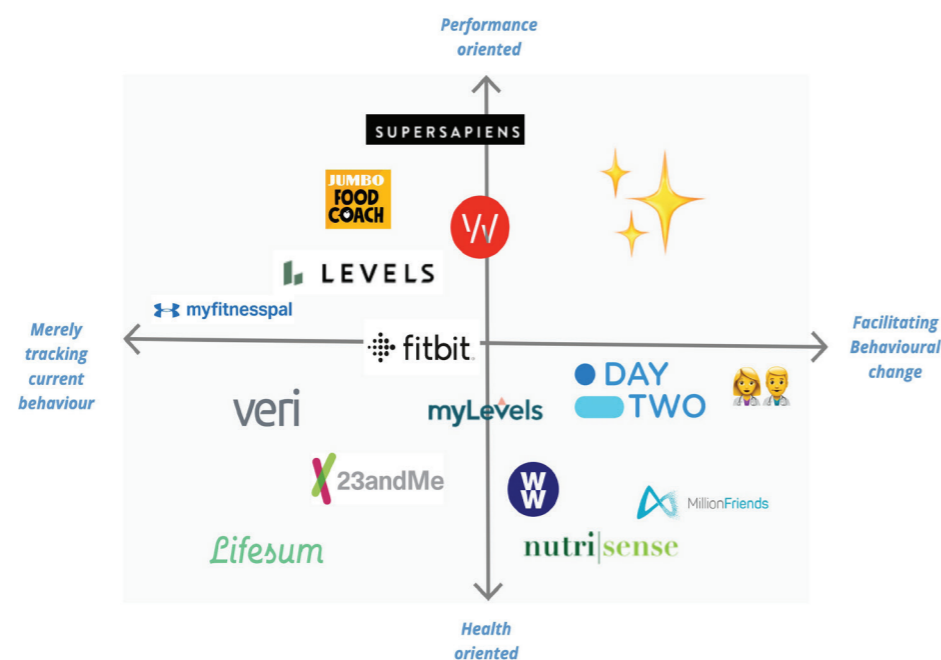 Performance
oriented
SUPERSAPIENS
JUMBO
FOOD
COACH
W
LEVELS
myfitnesspal
Merely
tracking
current
behaviour
fitbit
Facilitating
Behavioural
change
DAY
TWO
veri
myLevels
23andMe
W
W
MillionFriends
Lifesum
nutri|sense
Health
oriented